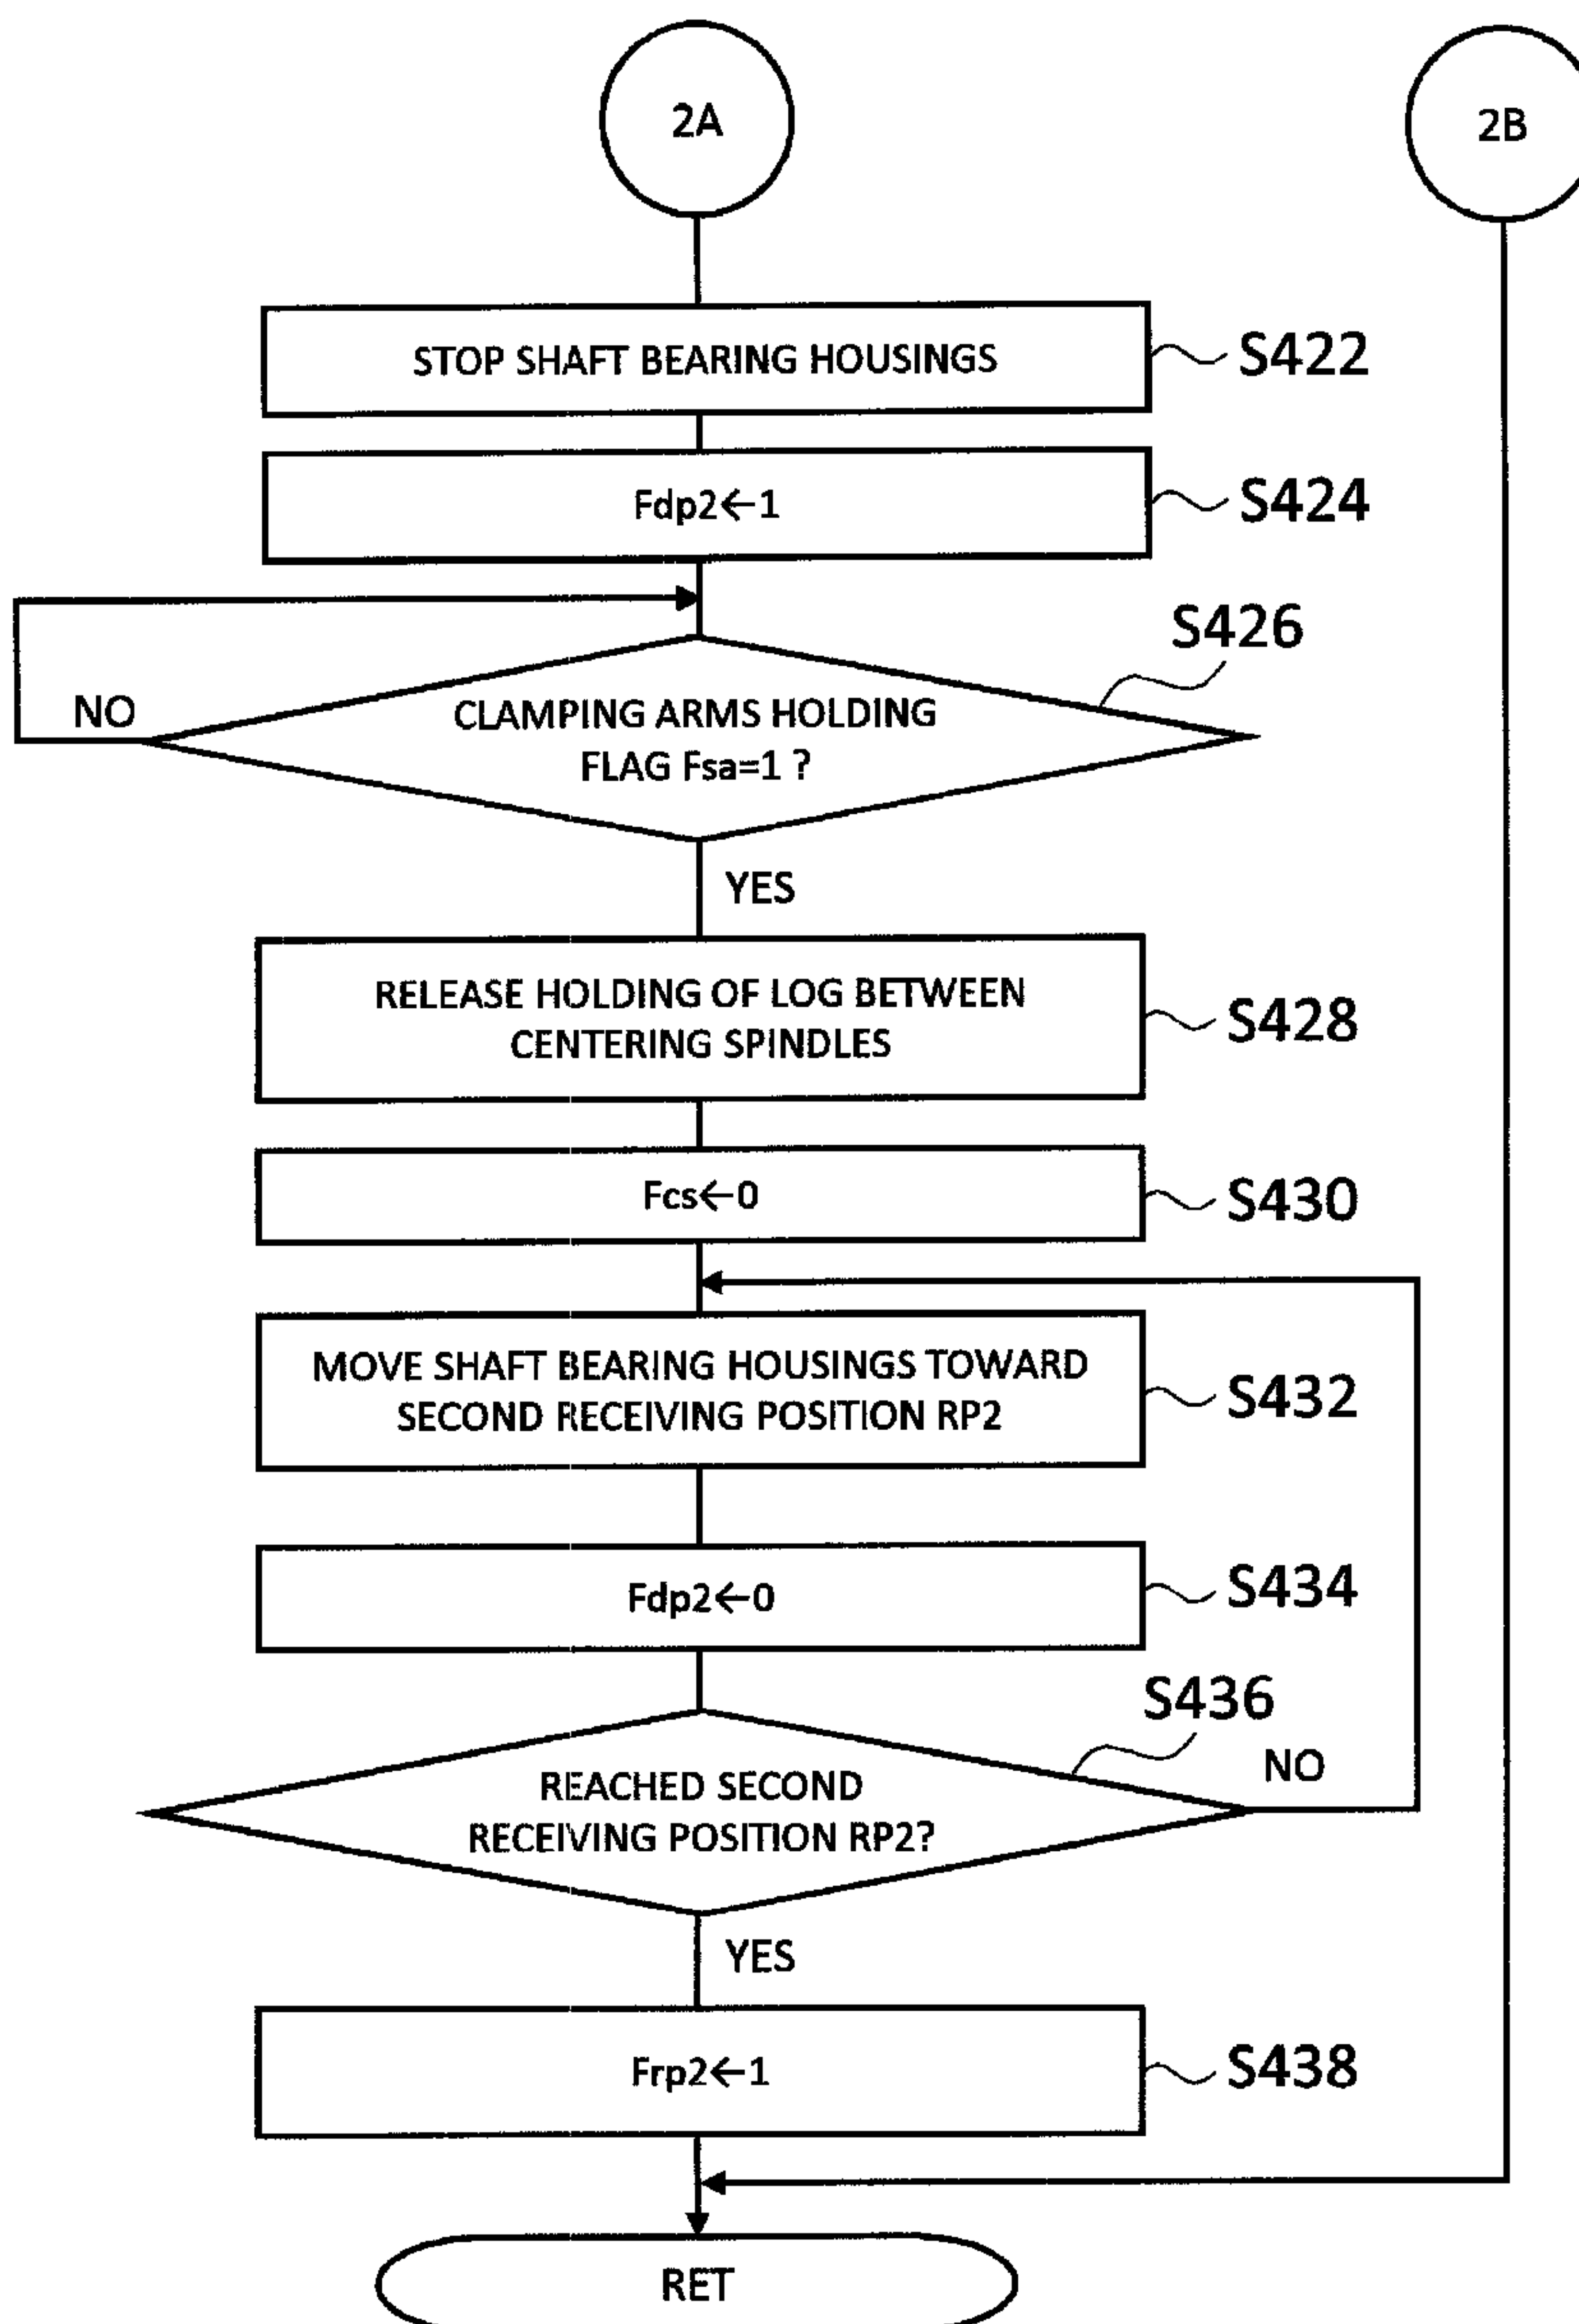 2A
2B
STOP SHAFT BEARING HOUSINGS
S422
Fdp2←1
S424
S426
NO
CLAMPING ARMS HOLDING
FLAG Fsa=1 ?
YES
RELEASE HOLDING OF LOG BETWEEN
CENTERING SPINDLES
S428
Fcs←0
S430
MOVE SHAFT BEARING HOUSINGS TOWARD
SECOND RECEIVING POSITION RP2
S432
Fdp2←0
S434
S436
NO
REACHED SECOND
RECEIVING POSITION RP2?
YES
Frp2←1
S438
RET